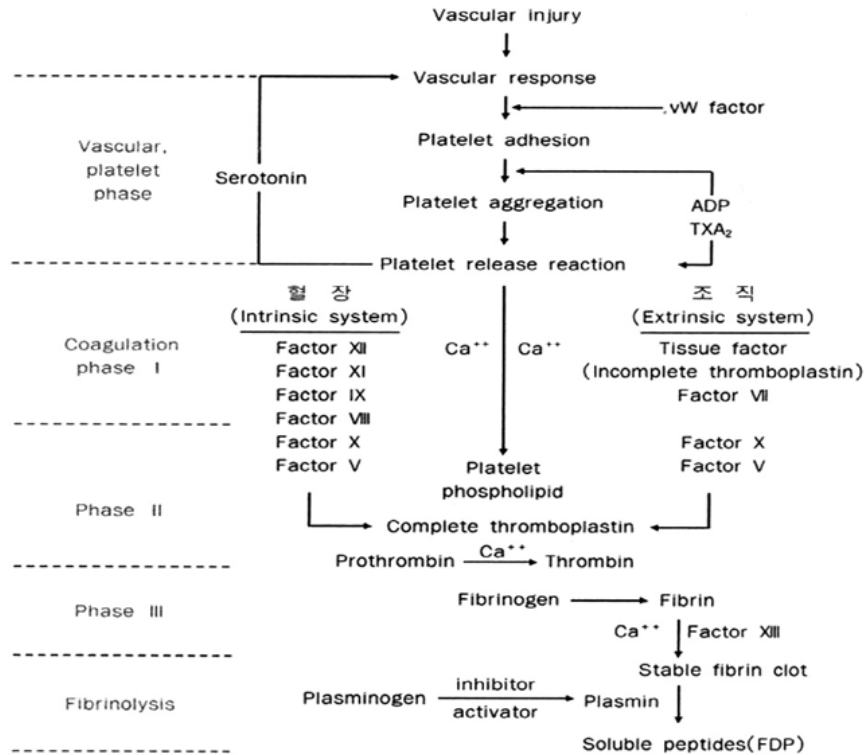 Vascular injury
Vascular response
.vW factor
Vascular,
platelet
phase
Platelet adhesion
Serotonin
Platelet aggregation
ADP
TXA₂
Platelet release reaction
혈 장
(Intrinsic system)
조 직
(Extrinsic system)
Coagulation
phase Ⅰ
Factor Ⅻ
Factor Ⅺ
Factor Ⅸ
Factor Ⅷ
Factor Ⅹ
Factor Ⅴ
Ca⁺⁺ Ca⁺⁺
Tissue factor
(Incomplete thromboplastin)
Factor Ⅶ
Factor Ⅹ
Factor Ⅴ
Platelet
phospholipid
Phase Ⅱ
Complete thromboplastin
Prothrombin Ca⁺⁺ Thrombin
Phase Ⅲ
Fibrinogen Fibrin
Ca⁺⁺ Factor XⅢ
Stable fibrin clot
Fibrinolysis
Plasminogen inhibitor activator Plasmin
Soluble peptides(FDP)